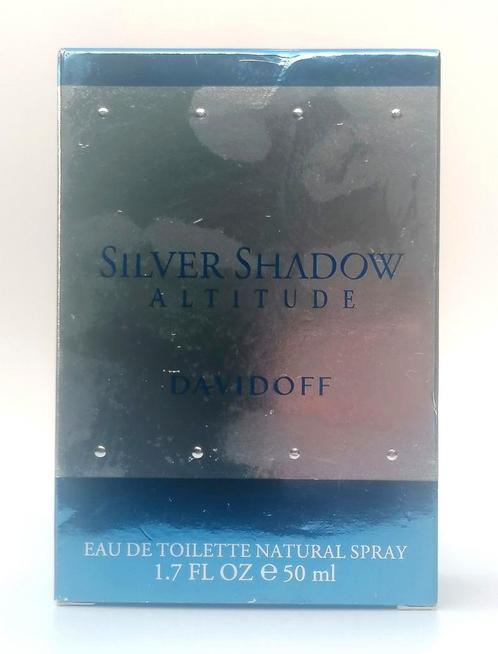 SILVER SHADOW
ALTITUDE
DAVIDOFF
EAU DE TOILETTE NATURAL SPRAY
1.7 FL OZ ℮ 50 ml